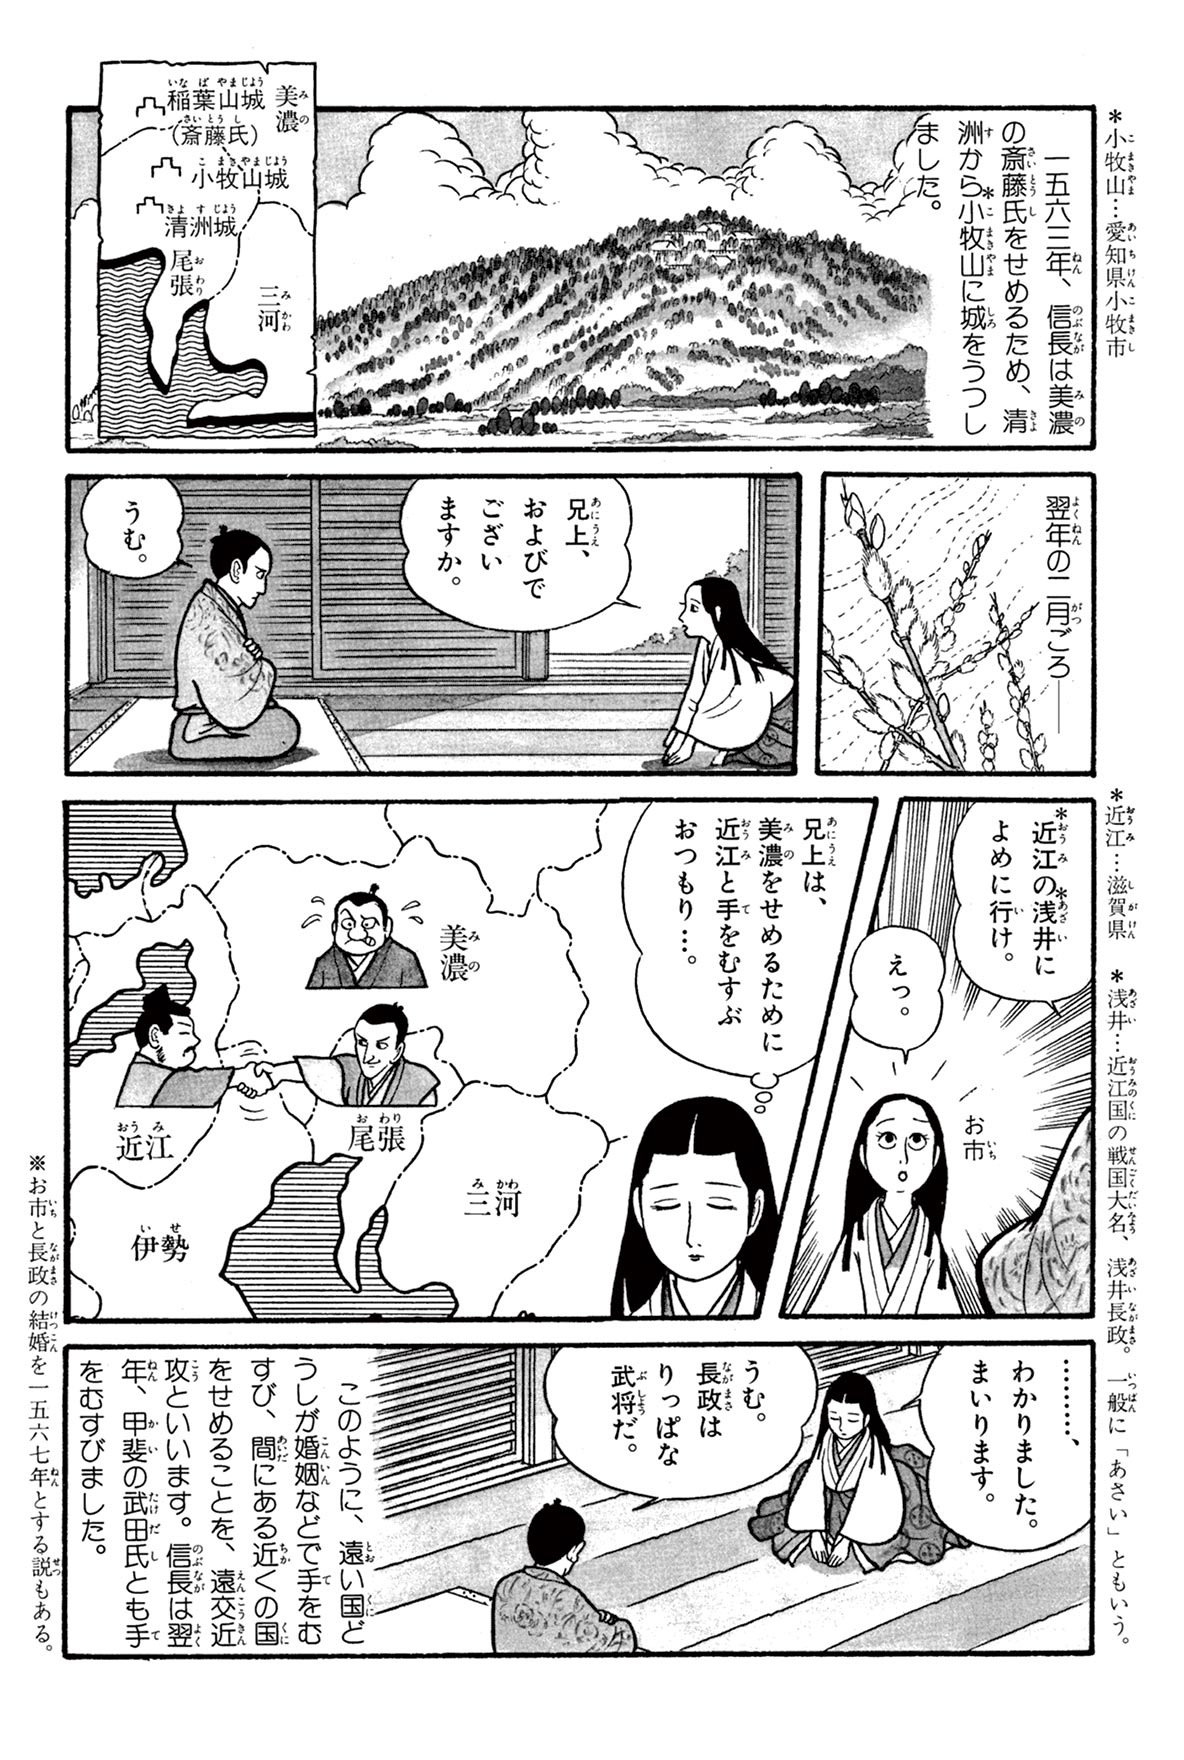 ＊小牧山…愛知県小牧市
一五六三年、信長は美濃
の斎藤氏をせめるため、清
洲から＊小牧山に城をうつし
ました。
美濃
稲葉山城
（斎藤氏）
小牧山城
清洲城
尾張
三河
翌年の二月ごろ――
兄上、
およびで
ござい
ますか。
うむ。
＊近江…滋賀県　＊浅井…近江国の戦国大名、浅井長政。一般に「あさい」ともいう。
＊近江の＊浅井に
よめに行け。
えっ。
お市
兄上は、
美濃をせめるために
近江と手をむすぶ
おつもり…。
美濃
近江
尾張
三河
伊勢
………、
わかりました。
まいります。
うむ。
長政は
りっぱな
武将だ。
このように、遠い国ど
うしが婚姻などで手をむ
すび、間にある近くの国
をせめることを、遠交近
攻といいます。信長は翌
年、甲斐の武田氏とも手
をむすびました。
※お市と長政の結婚を一五六七年とする説もある。